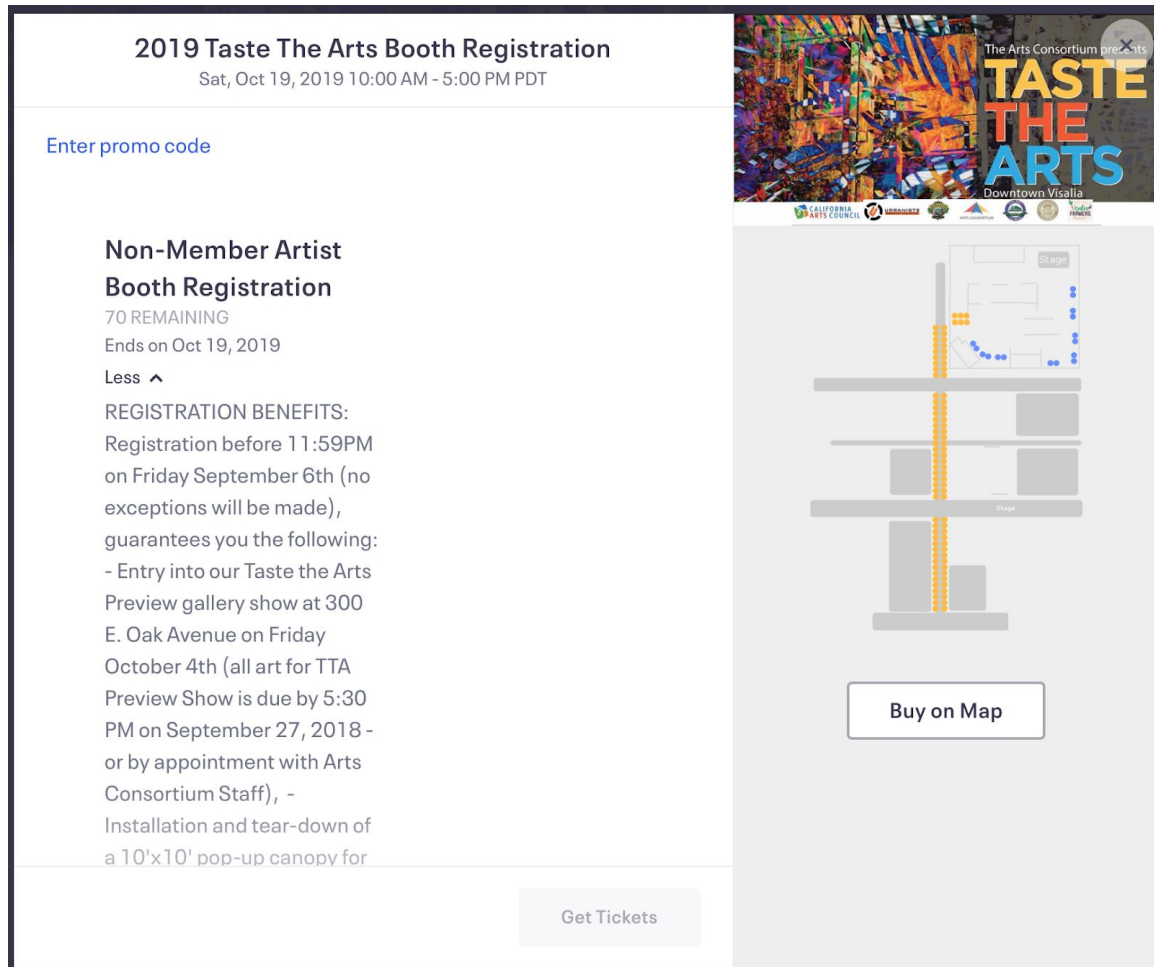 2019 Taste The Arts Booth Registration
Sat, Oct 19, 2019 10:00 AM - 5:00 PM PDT
Enter promo code
Non-Member Artist
Booth Registration
70 REMAINING
Ends on Oct 19, 2019
Less
REGISTRATION BENEFITS:
Registration before 11:59PM
on Friday September 6th (no
exceptions will be made),
guarantees you the following:
- Entry into our Taste the Arts
Preview gallery show at 300
E. Oak Avenue on Friday
October 4th (all art for TTA
Preview Show is due by 5:30
PM on September 27, 2018 -
or by appointment with Arts
Consortium Staff), -
Installation and tear-down of
a 10'x10' pop-up canopy for
Get Tickets
The Arts Consortium presents
TASTE
THE
ARTS
Downtown Visalia
CALIFORNIA
ARTS COUNCIL
URBANISTS
ARTS CONSORTIUM
FARMERS
Stage
Stage
Buy on Map